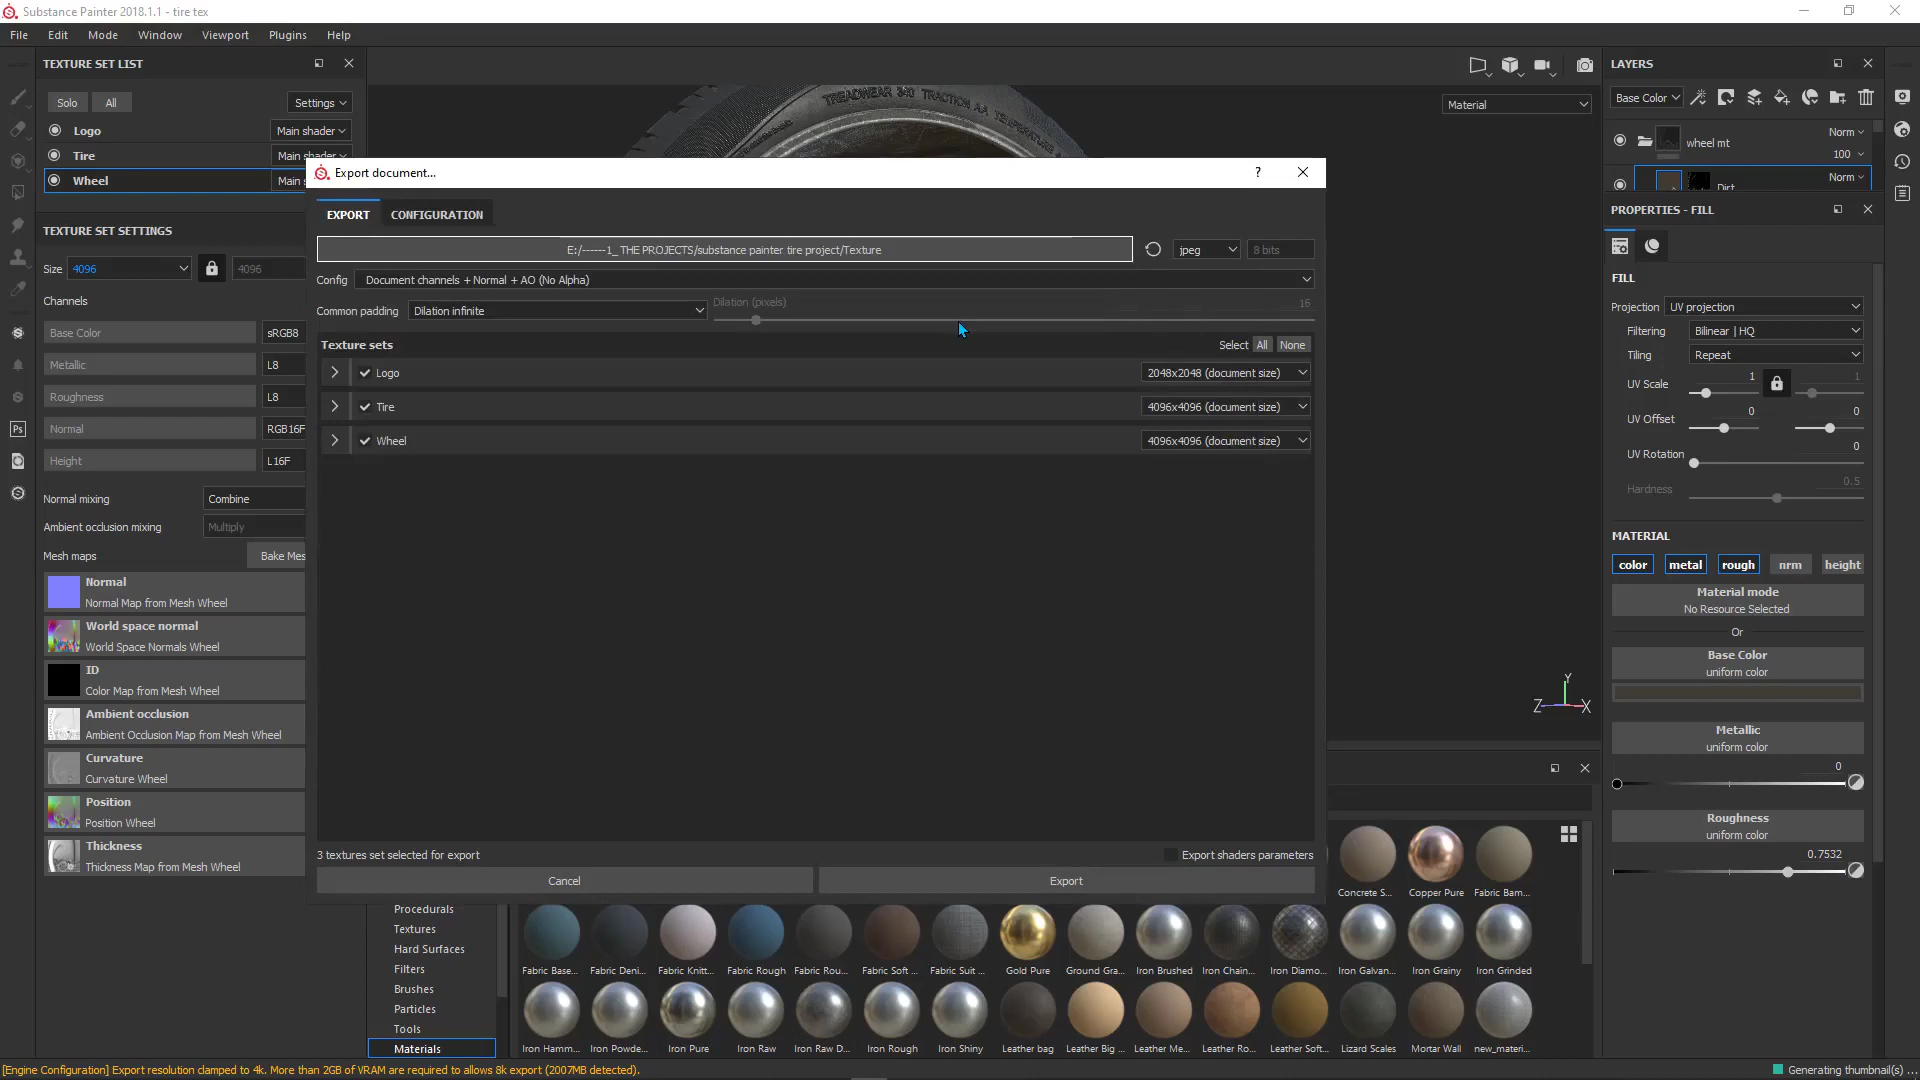 Substance Painter 2018.1.1 - tire tex
File Edit Mode Window Viewport Plugins Help
TEXTURE SET LIST
Solo All Settings
Logo Main shader
Tire Main shader
Wheel Main s
TEXTURE SET SETTINGS
Size 4096 4096
Channels
Base Color sRGB8
Metallic L8
Roughness L8
Normal RGB16F
Height L16F
Normal mixing Combine
Ambient occlusion mixing Multiply
Mesh maps Bake Mes
Normal
Normal Map from Mesh Wheel
World space normal
World Space Normals Wheel
ID
Color Map from Mesh Wheel
Ambient occlusion
Ambient Occlusion Map from Mesh Wheel
Curvature
Curvature Wheel
Position
Position Wheel
Thickness
Thickness Map from Mesh Wheel
TREADWEAR 340 TRACTION AA TEMPERATURE
Material
Export document...
?
EXPORT CONFIGURATION
E:/------1_ THE PROJECTS/substance painter tire project/Texture
jpeg 8 bits
Config Document channels + Normal + AO (No Alpha)
Common padding Dilation infinite
Dilation (pixels) 16
Texture sets Select All None
Logo 2048x2048 (document size)
Tire 4096x4096 (document size)
Wheel 4096x4096 (document size)
3 textures set selected for export
Export shaders parameters
Cancel Export
Y
Z X
Procedurals
Textures
Hard Surfaces
Filters
Brushes
Particles
Tools
Materials
Concrete S... Copper Pure Fabric Bam...
Fabric Base... Fabric Deni... Fabric Knitt... Fabric Rough Fabric Rou... Fabric Soft ... Fabric Suit ... Gold Pure Ground Gra... Iron Brushed Iron Chain... Iron Diamo... Iron Galvan... Iron Grainy Iron Grinded
Iron Hamm... Iron Powde... Iron Pure Iron Raw Iron Raw D... Iron Rough Iron Shiny Leather bag Leather Big ... Leather Me... Leather Ro... Leather Soft... Lizard Scales Mortar Wall new_materi...
LAYERS
Base Color
wheel mt Norm
100
Dirt Norm
PROPERTIES - FILL
FILL
Projection UV projection
Filtering Bilinear | HQ
Tiling Repeat
UV Scale 1 1
UV Offset 0 0
UV Rotation 0
Hardness 0.5
MATERIAL
color metal rough nrm height
Material mode
No Resource Selected
Or
Base Color
uniform color
Metallic
uniform color
0
Roughness
uniform color
0.7532
Ps
[Engine Configuration] Export resolution clamped to 4k. More than 2GB of VRAM are required to allows 8k export (2007MB detected).
Generating thumbnail(s) ...